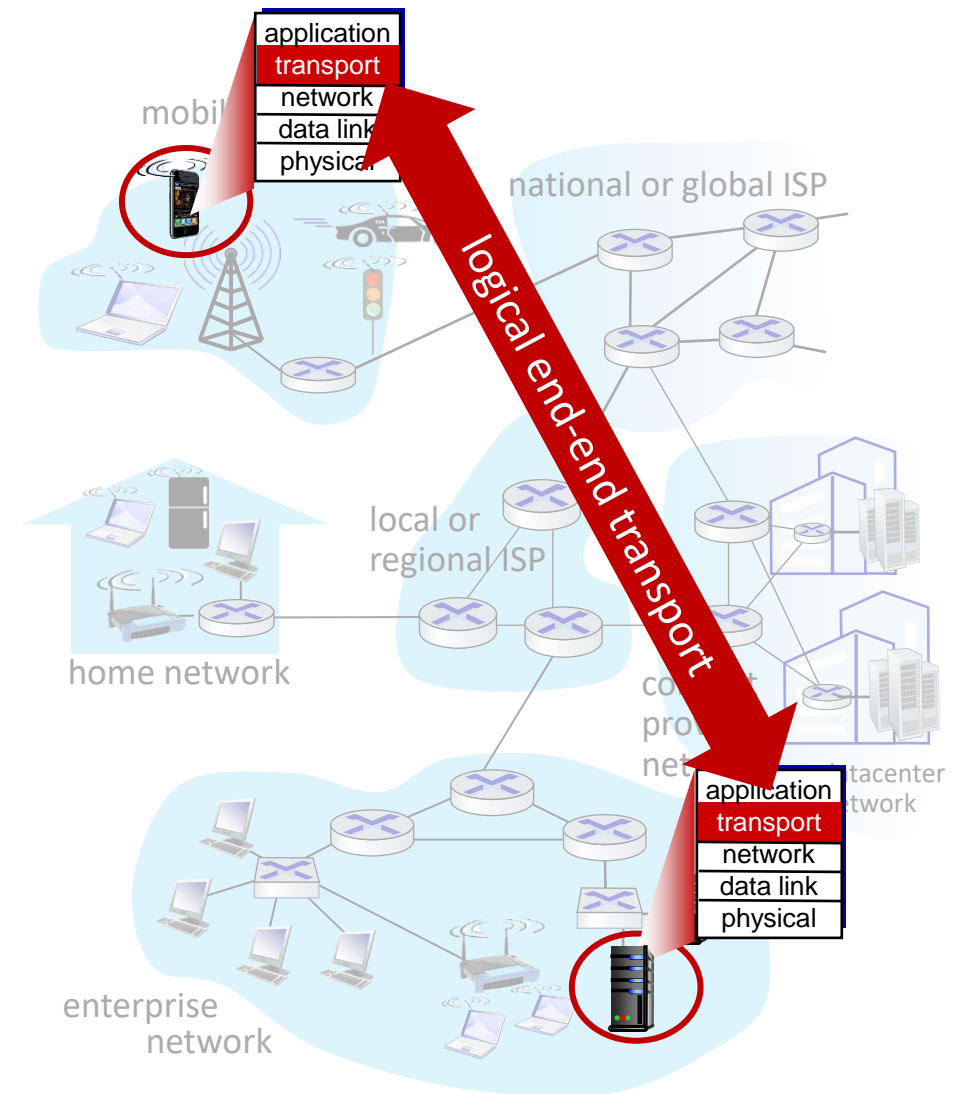 application
transport
network
data link
physical
national or global ISP
logical end-end transport
local or
regional ISP
home network
application
transport
network
data link
physical
enterprise
network